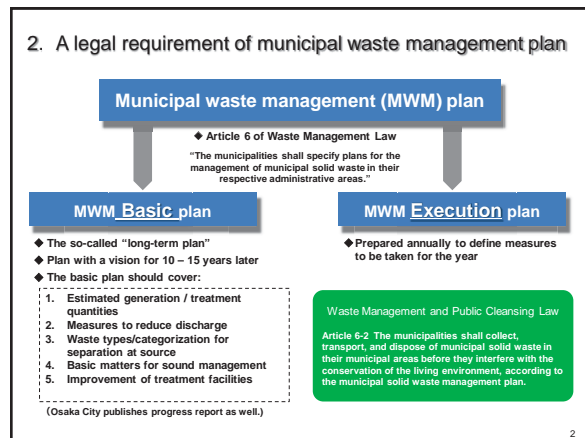 2. A legal requirement of municipal waste management plan
Municipal waste management (MWM) plan
◆ Article 6 of Waste Management Law
“The municipalities shall specify plans for the
management of municipal solid waste in their
respective administrative areas.”
MWM Basic plan
◆ The so-called “long-term plan”
◆ Plan with a vision for 10 – 15 years later
◆ The basic plan should cover:
1. Estimated generation / treatment
quantities
2. Measures to reduce discharge
3. Waste types/categorization for
separation at source
4. Basic matters for sound management
5. Improvement of treatment facilities
(Osaka City publishes progress report as well.)
MWM Execution plan
◆ Prepared annually to define measures
to be taken for the year
Waste Management and Public Cleansing Law
Article 6-2 The municipalities shall collect,
transport, and dispose of municipal solid waste in
their municipal areas before they interfere with the
conservation of the living environment, according to
the municipal solid waste management plan.
2